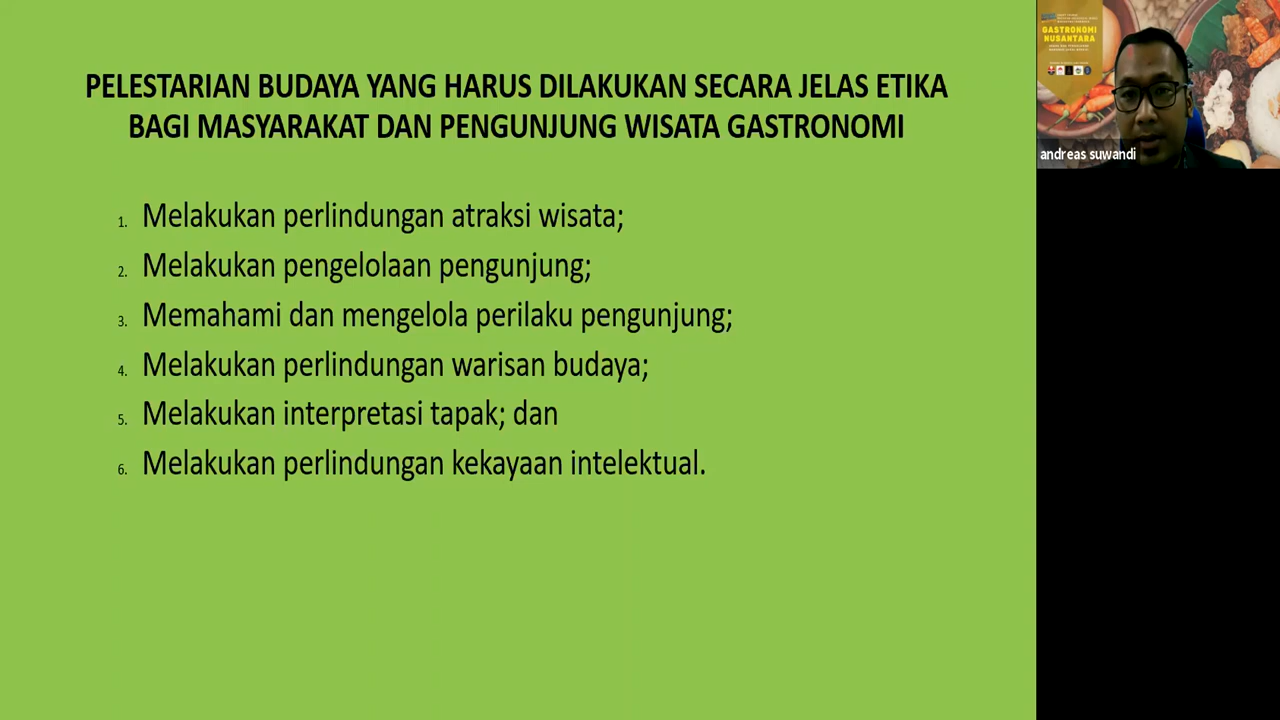 PELESTARIAN BUDAYA YANG HARUS DILAKUKAN SECARA JELAS ETIKA
BAGI MASYARAKAT DAN PENGUNJUNG WISATA GASTRONOMI
1. Melakukan perlindungan atraksi wisata;
2. Melakukan pengelolaan pengunjung;
3. Memahami dan mengelola perilaku pengunjung;
4. Melakukan perlindungan warisan budaya;
5. Melakukan interpretasi tapak; dan
6. Melakukan perlindungan kekayaan intelektual.
GASTRONOMI
NUSANTARA
andreas suwandi